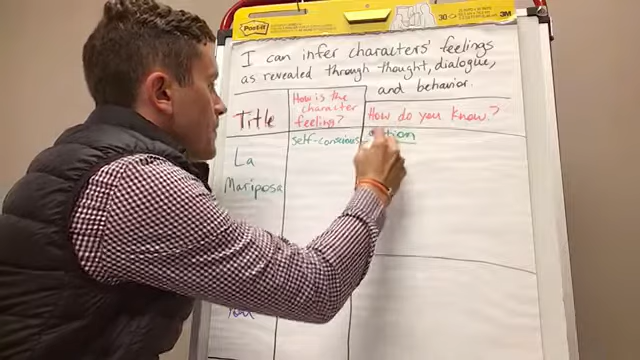 Post-it
30
3M
I can infer characters' feelings
as revealed through thought, dialogue,
and behavior.
Title
How is the
character
feeling?
How do you know?
self-conscious
La
Mariposa